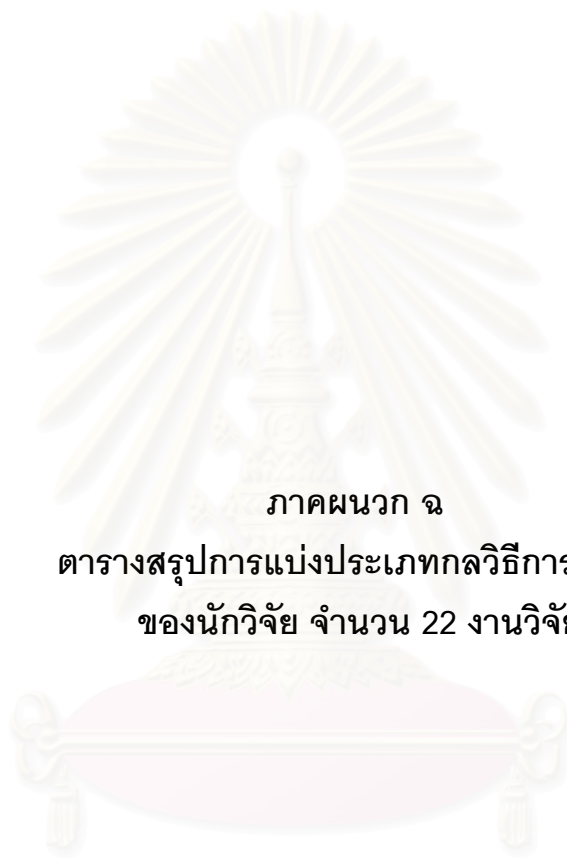 ภาคผนวก ฉ
ตารางสรุปการแบ่งประเภทกลวิธีการ
ของนักวิจัย จำนวน 22 งานวิจัย